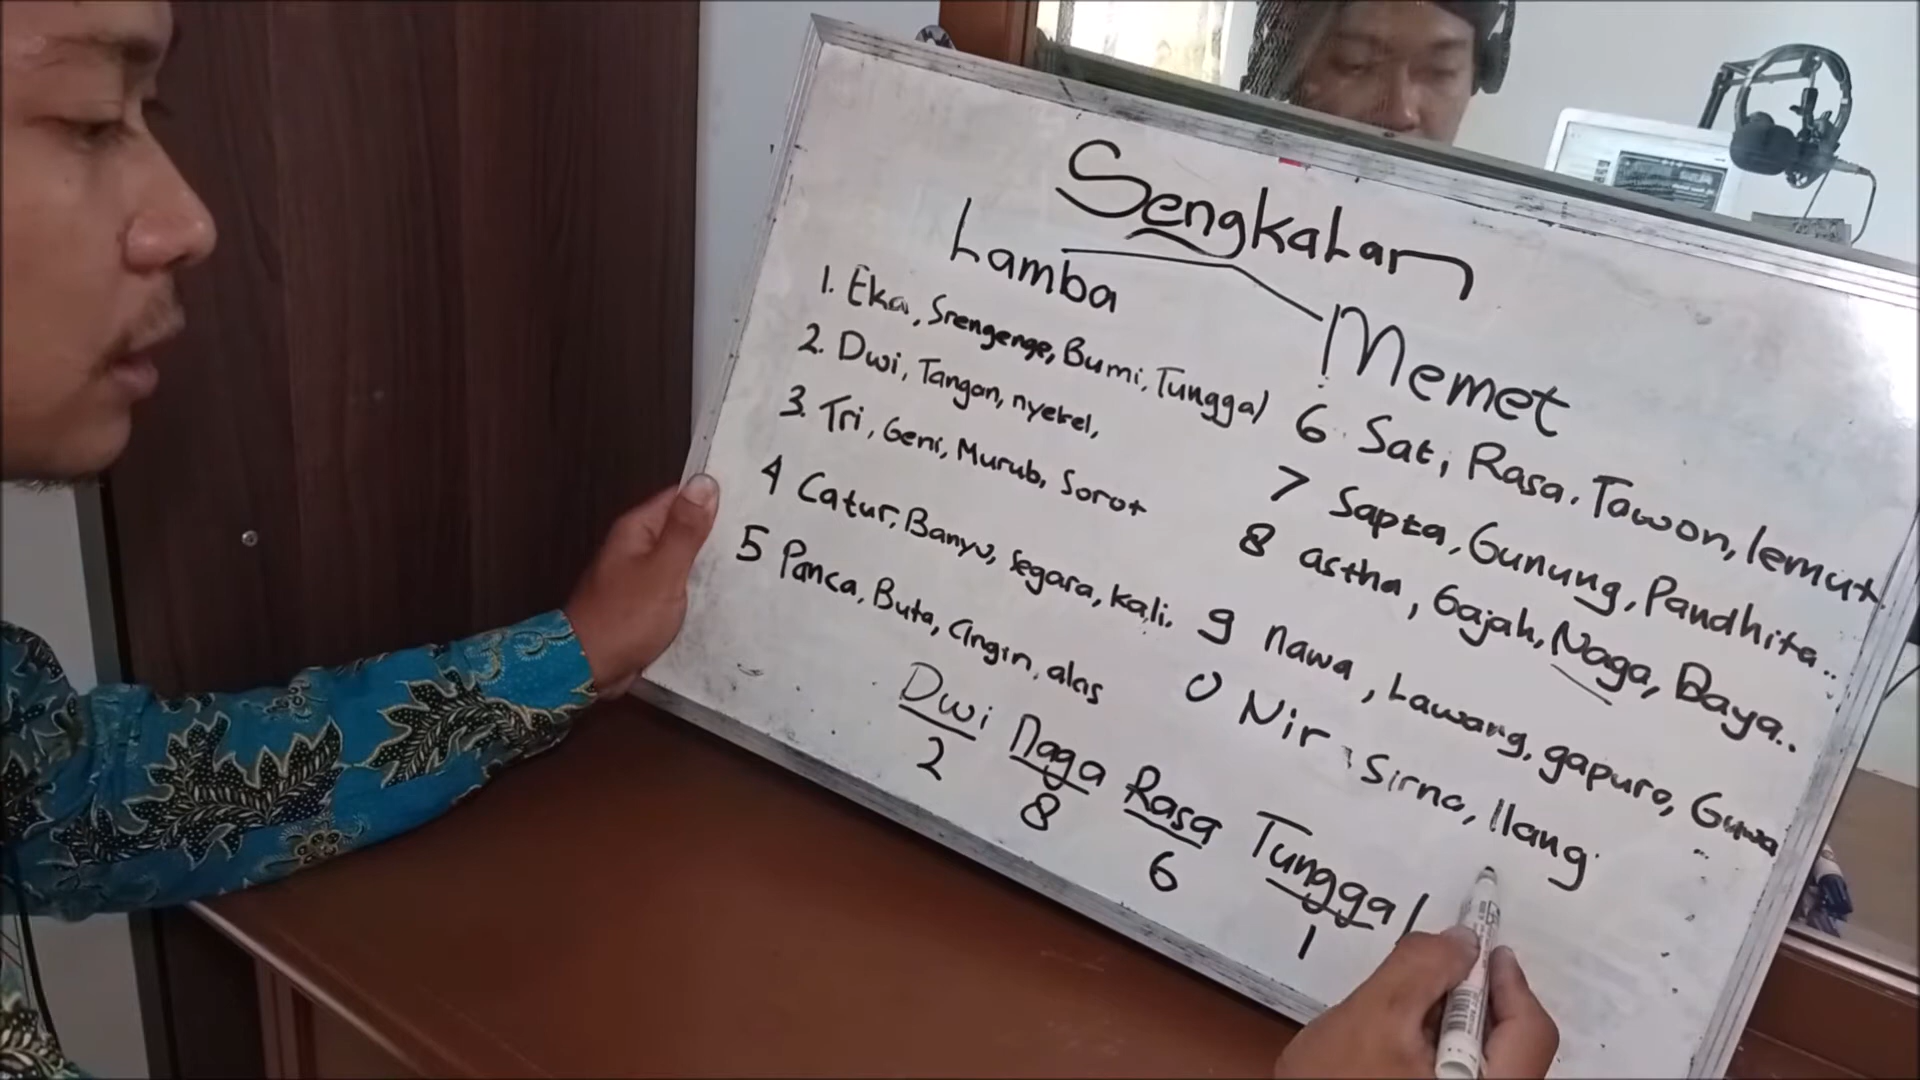 Sengkalan
Lamba
Memet
1. Eka, Srengenge, Bumi, Tunggal
2. Dwi, Tangan, nyekel,
3. Tri, Geni, Murub, Sorot
4 Catur, Banyu, Segara, Kali.
5 Panca, Buta, Cingin, alas
6. Sat, Rasa, Tawon, lemut.
7 Sapta, Gunung, Pandhita..
8 astha, Gajah, Naga, Baya..
9 nawa, Lawang, gapuro, Guwa
0 Nir, Sirno, Ilang
Dwi Naga Rasa Tunggal
2 8 6 1